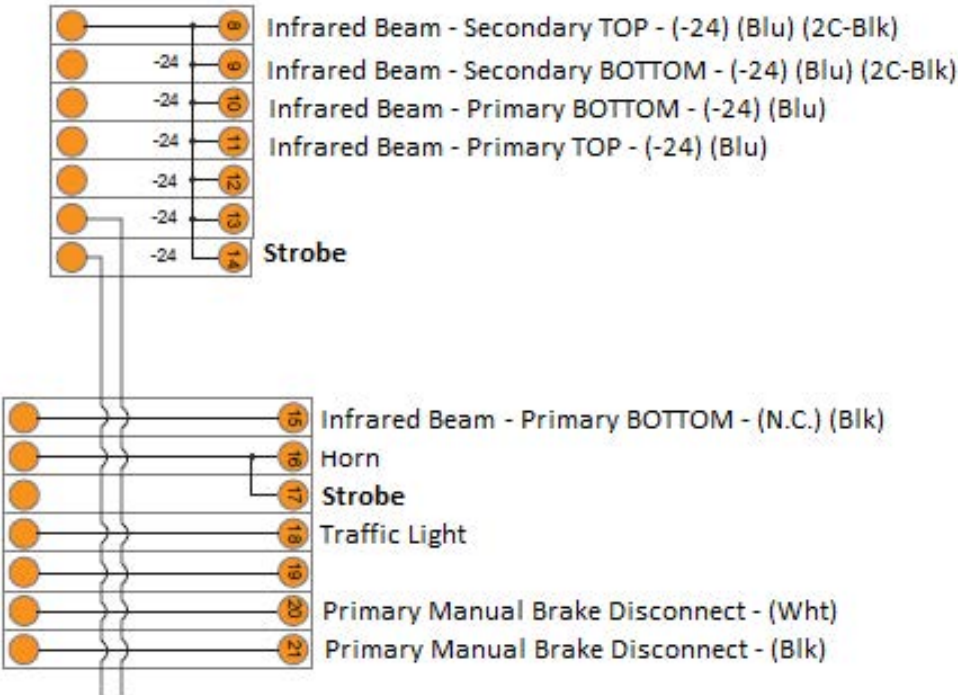 8 Infrared Beam - Secondary TOP - (-24) (Blu) (2C-Blk)
-24 9 Infrared Beam - Secondary BOTTOM - (-24) (Blu) (2C-Blk)
-24 10 Infrared Beam - Primary BOTTOM - (-24) (Blu)
-24 11 Infrared Beam - Primary TOP - (-24) (Blu)
-24 12
-24 13
-24 14 Strobe
15 Infrared Beam - Primary BOTTOM - (N.C.) (Blk)
16 Horn
17 Strobe
18 Traffic Light
19
20 Primary Manual Brake Disconnect - (Wht)
21 Primary Manual Brake Disconnect - (Blk)